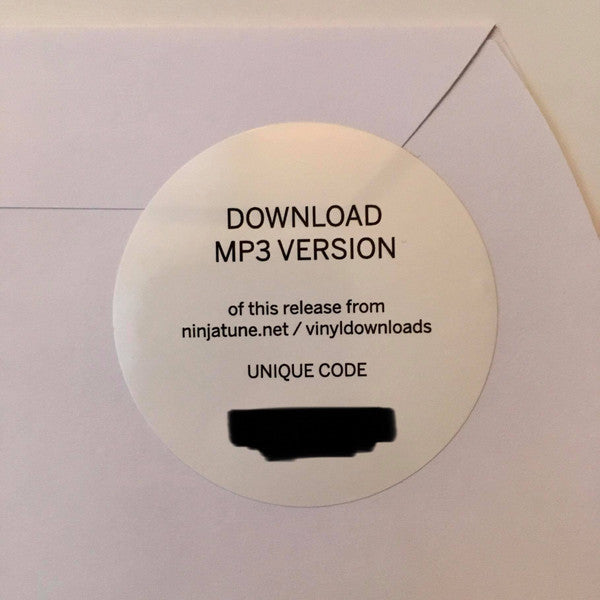 DOWNLOAD
MP3 VERSION
of this release from
ninjatune.net / vinyldownloads
UNIQUE CODE